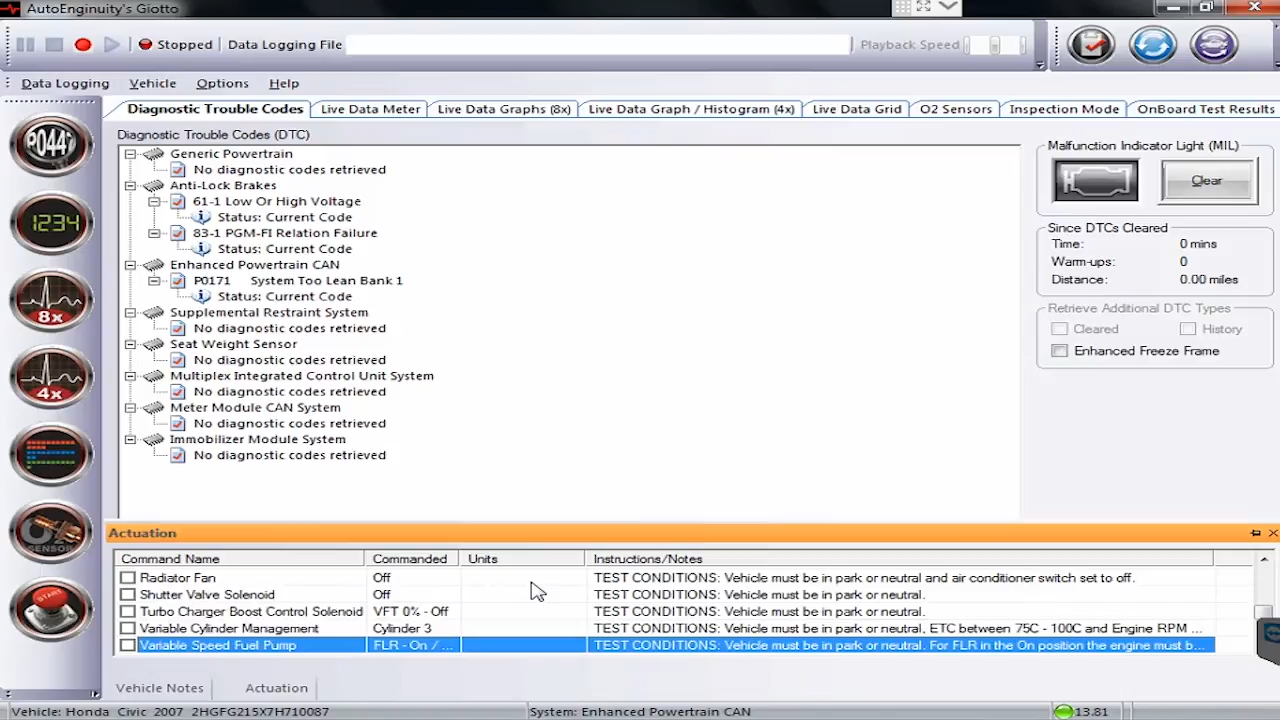 AutoEnginuity's Giotto
Stopped Data Logging File Playback Speed
Data Logging Vehicle Options Help
Diagnostic Trouble Codes Live Data Meter Live Data Graphs (8x) Live Data Graph / Histogram (4x) Live Data Grid O2 Sensors Inspection Mode OnBoard Test Results
Diagnostic Trouble Codes (DTC)
Generic Powertrain
No diagnostic codes retrieved
Anti-Lock Brakes
61-1 Low Or High Voltage
Status: Current Code
83-1 PGM-FI Relation Failure
Status: Current Code
Enhanced Powertrain CAN
P0171 System Too Lean Bank 1
Status: Current Code
Supplemental Restraint System
No diagnostic codes retrieved
Seat Weight Sensor
No diagnostic codes retrieved
Multiplex Integrated Control Unit System
No diagnostic codes retrieved
Meter Module CAN System
No diagnostic codes retrieved
Immobilizer Module System
No diagnostic codes retrieved
Malfunction Indicator Light (MIL)
Clear
Since DTCs Cleared
Time: 0 mins
Warm-ups: 0
Distance: 0.00 miles
Retrieve Additional DTC Types
Cleared History
Enhanced Freeze Frame
P044
1234
8x
4x
O2
SENSOR
START
Actuation
Command Name Commanded Units Instructions/Notes
Radiator Fan Off TEST CONDITIONS: Vehicle must be in park or neutral and air conditioner switch set to off.
Shutter Valve Solenoid Off TEST CONDITIONS: Vehicle must be in park or neutral.
Turbo Charger Boost Control Solenoid VFT 0% - Off TEST CONDITIONS: Vehicle must be in park or neutral.
Variable Cylinder Management Cylinder 3 TEST CONDITIONS: Vehicle must be in park or neutral, ETC between 75C - 100C and Engine RPM ...
Variable Speed Fuel Pump FLR - On / ... TEST CONDITIONS: Vehicle must be in park or neutral. For FLR in the On position the engine must b...
Vehicle Notes Actuation
Vehicle: Honda Civic 2007 2HGFG215X7H710087 System: Enhanced Powertrain CAN 13.81